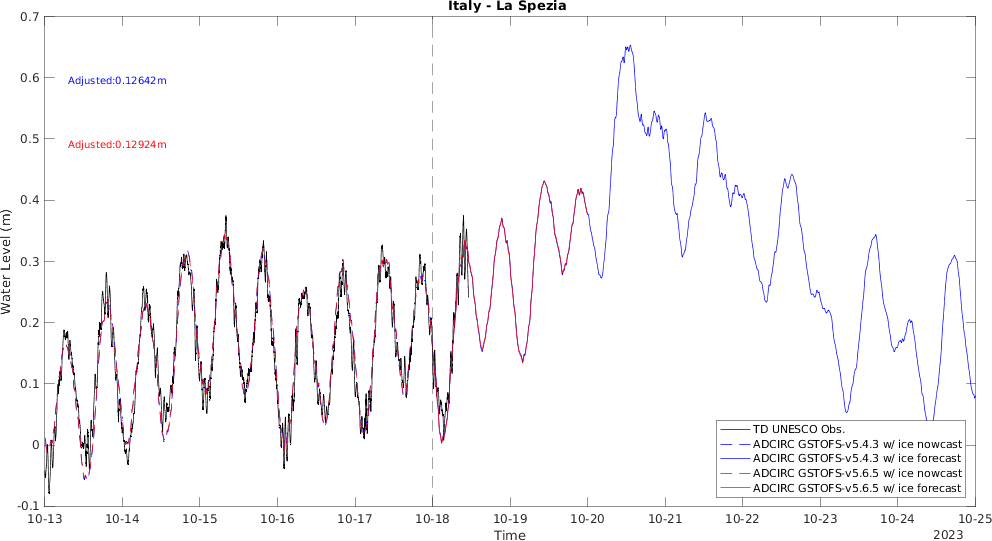 Italy - La Spezia
0.7
0.6
0.5
0.4
0.3
0.2
0.1
0
-0.1
Water Level (m)
Adjusted:0.12642m
Adjusted:0.12924m
TD UNESCO Obs.
ADCIRC GSTOFS-v5.4.3 w/ ice nowcast
ADCIRC GSTOFS-v5.4.3 w/ ice forecast
ADCIRC GSTOFS-v5.6.5 w/ ice nowcast
ADCIRC GSTOFS-v5.6.5 w/ ice forecast
10-13 10-14 10-15 10-16 10-17 10-18 10-19 10-20 10-21 10-22 10-23 10-24 10-25
Time
2023